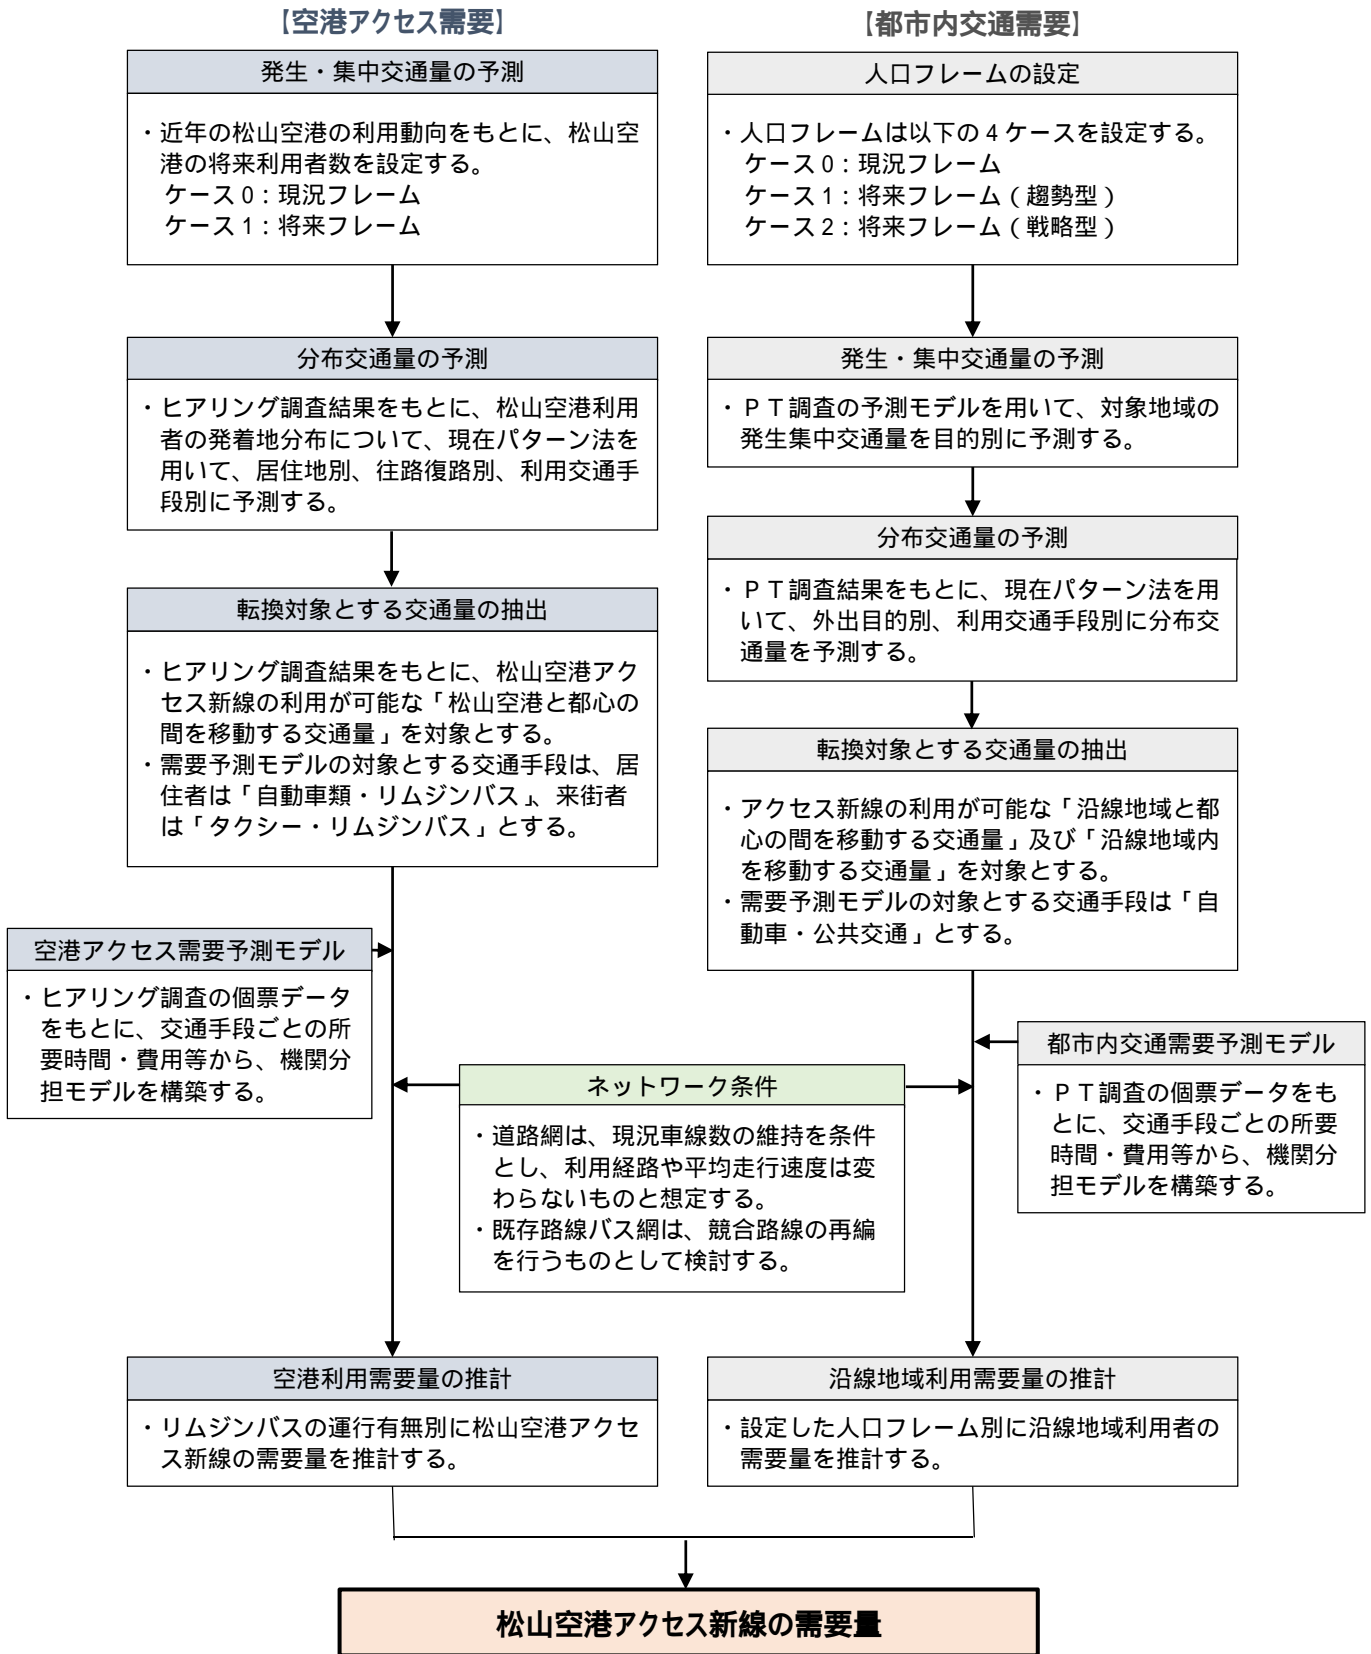 【空港アクセス需要】
発生・集中交通量の予測
・近年の松山空港の利用動向をもとに、松山空
港の将来利用者数を設定する。
ケース0：現況フレーム
ケース1：将来フレーム
分布交通量の予測
・ヒアリング調査結果をもとに、松山空港利用
者の発着地分布について、現在パターン法を
用いて、居住地別、往路復路別、利用交通手
段別に予測する。
転換対象とする交通量の抽出
・ヒアリング調査結果をもとに、松山空港アク
セス新線の利用が可能な「松山空港と都心の
間を移動する交通量」を対象とする。
・需要予測モデルの対象とする交通手段は、居
住者は「自動車類・リムジンバス」、来街者
は「タクシー・リムジンバス」とする。
空港アクセス需要予測モデル
・ヒアリング調査の個票データ
をもとに、交通手段ごとの所
要時間・費用等から、機関分
担モデルを構築する。
【都市内交通需要】
人口フレームの設定
・人口フレームは以下の4ケースを設定する。
ケース0：現況フレーム
ケース1：将来フレーム（趨勢型）
ケース2：将来フレーム（戦略型）
発生・集中交通量の予測
・ＰＴ調査の予測モデルを用いて、対象地域の
発生集中交通量を目的別に予測する。
分布交通量の予測
・ＰＴ調査結果をもとに、現在パターン法を用
いて、外出目的別、利用交通手段別に分布交
通量を予測する。
転換対象とする交通量の抽出
・アクセス新線の利用が可能な「沿線地域と都
心の間を移動する交通量」及び「沿線地域内
を移動する交通量」を対象とする。
・需要予測モデルの対象とする交通手段は「自
動車・公共交通」とする。
都市内交通需要予測モデル
・ＰＴ調査の個票データをも
とに、交通手段ごとの所要
時間・費用等から、機関分
担モデルを構築する。
ネットワーク条件
・道路網は、現況車線数の維持を条件
とし、利用経路や平均走行速度は変
わらないものと想定する。
・既存路線バス網は、競合路線の再編
を行うものとして検討する。
空港利用需要量の推計
・リムジンバスの運行有無別に松山空港アクセ
ス新線の需要量を推計する。
沿線地域利用需要量の推計
・設定した人口フレーム別に沿線地域利用者の
需要量を推計する。
松山空港アクセス新線の需要量